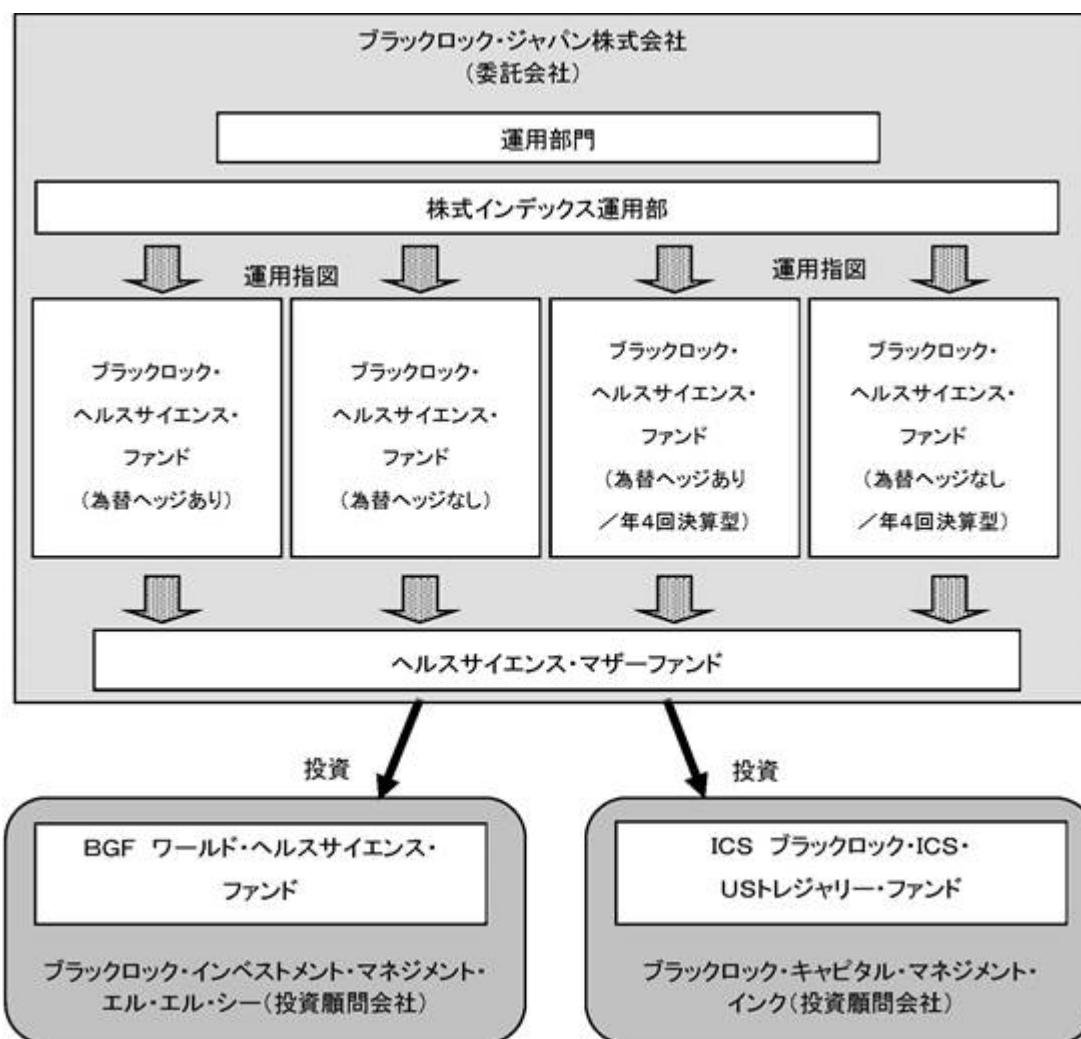 ブラックロック・ジャパン株式会社
(委託会社)
運用部門
株式インデックス運用部
運用指図
運用指図
ブラックロック・
ヘルスサイエンス・
ファンド
(為替ヘッジあり)
ブラックロック・
ヘルスサイエンス・
ファンド
(為替ヘッジなし)
ブラックロック・
ヘルスサイエンス・
ファンド
(為替ヘッジあり
/年4回決算型)
ブラックロック・
ヘルスサイエンス・
ファンド
(為替ヘッジなし
/年4回決算型)
ヘルスサイエンス・マザーファンド
投資
投資
BGF ワールド・ヘルスサイエンス・
ファンド
ブラックロック・インベストメント・マネジメント・
エル・エル・シー(投資顧問会社)
ICS ブラックロック・ICS・
USトレジャリー・ファンド
ブラックロック・キャピタル・マネジメント・
インク(投資顧問会社)